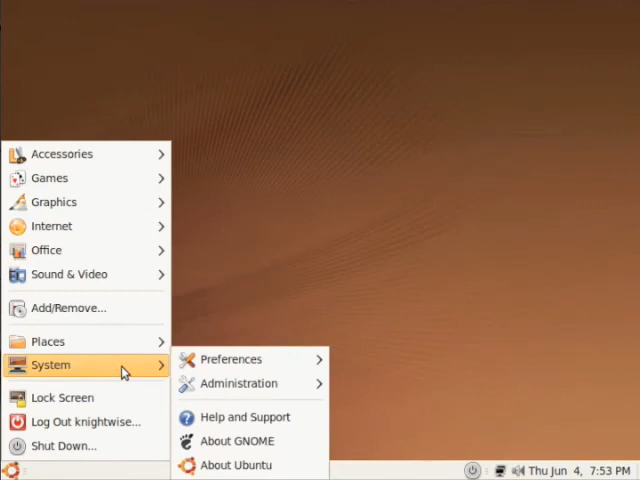 Accessories
Games
Graphics
Internet
Office
Sound & Video
Add/Remove...
Places
System
Lock Screen
Log Out knightwise...
Shut Down...
Preferences
Administration
Help and Support
About GNOME
About Ubuntu
Thu Jun 4, 7:53 PM